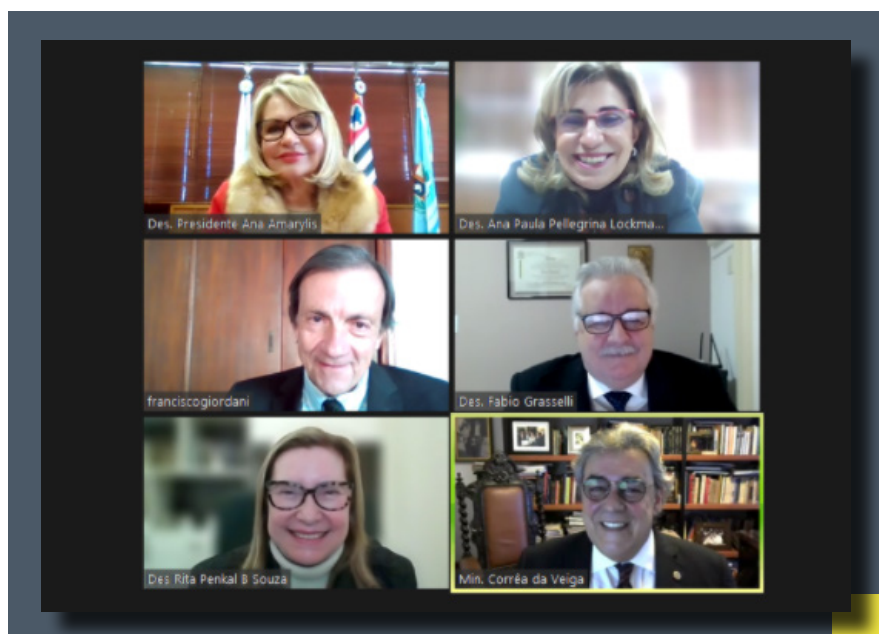 Des. Presidente Ana Amarylis
Des. Ana Paula Pellegrina Lockma...
franciscogiordani
Des. Fabio Grasselli
Des Rita Penkal B Souza
Min. Corrêa da Veiga